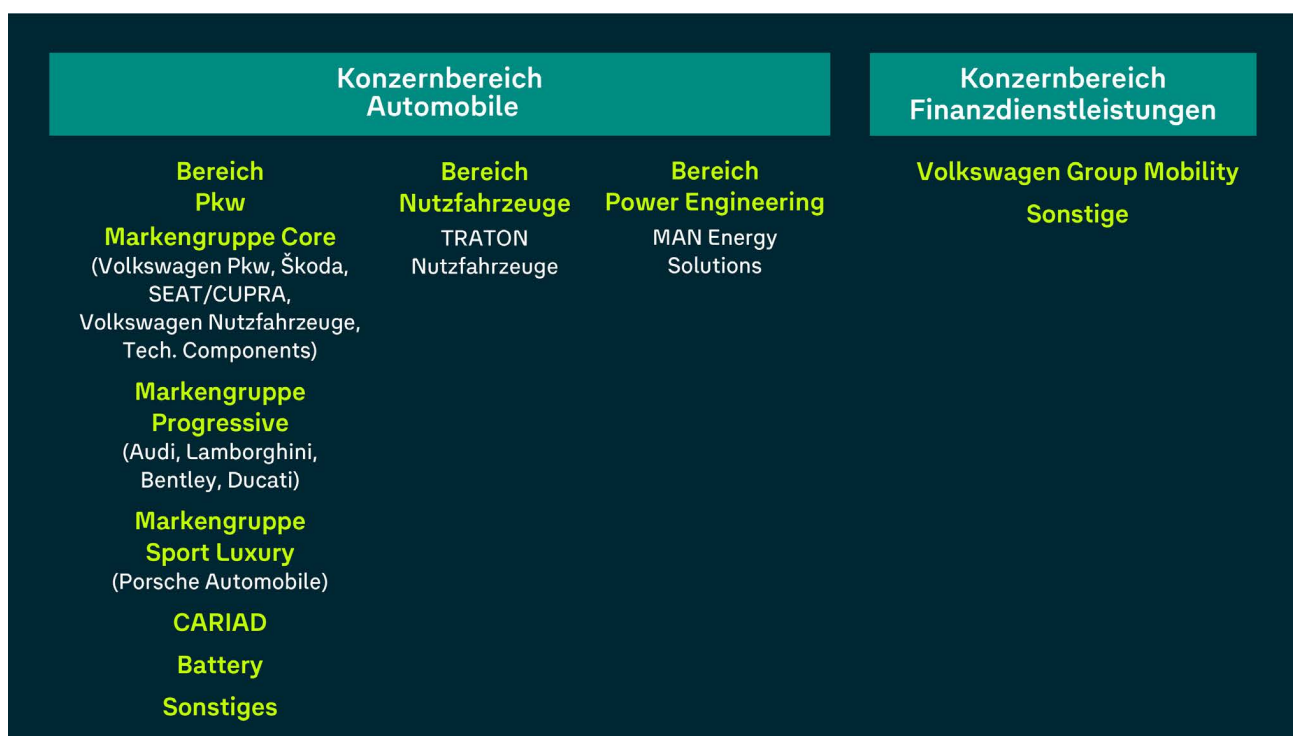 Konzernbereich
Automobile
Konzernbereich
Finanzdienstleistungen
Bereich
Pkw
Markengruppe Core
(Volkswagen Pkw, Škoda,
SEAT/CUPRA,
Volkswagen Nutzfahrzeuge,
Tech. Components)
Markengruppe
Progressive
(Audi, Lamborghini,
Bentley, Ducati)
Markengruppe
Sport Luxury
(Porsche Automobile)
CARIAD
Battery
Sonstiges
Bereich
Nutzfahrzeuge
TRATON
Nutzfahrzeuge
Bereich
Power Engineering
MAN Energy
Solutions
Volkswagen Group Mobility
Sonstige